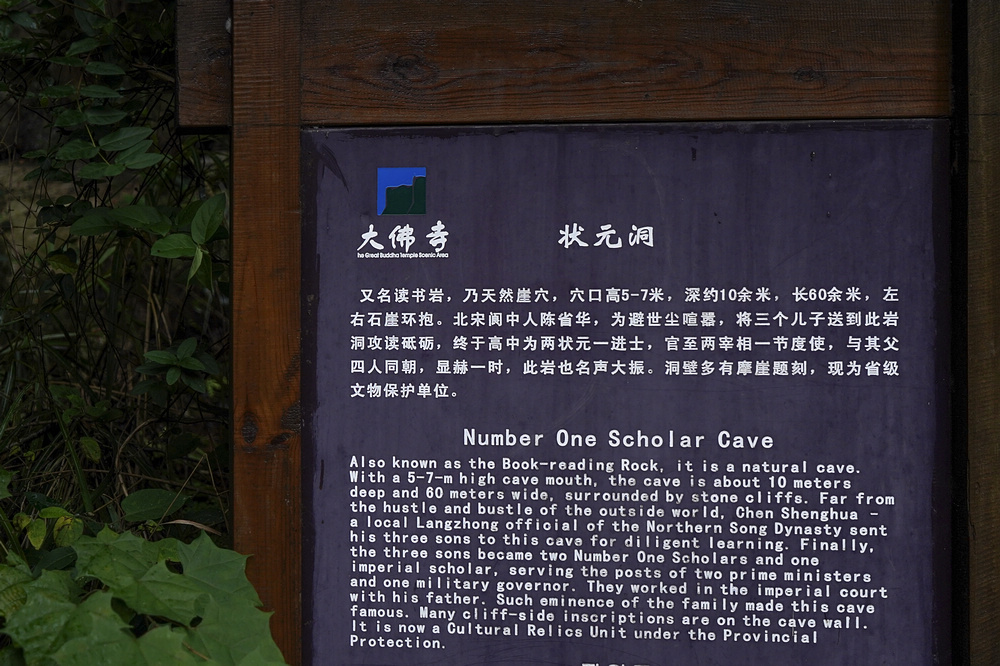 大佛寺
he Great Buddha Temple Scenic Area
状元洞
又名读书岩，乃天然崖穴，穴口高5-7米，深约10余米，长60余米，左
右石崖环抱。北宋阆中人陈省华，为避世尘喧嚣，将三个儿子送到此岩
洞攻读砥砺，终于高中为两状元一进士，官至两宰相一节度使，与其父
四人同朝，显赫一时，此岩也名声大振。洞壁多有摩崖题刻，现为省级
文物保护单位。
Number One Scholar Cave
Also known as the Book-reading Rock, it is a natural cave.
With a 5-7-m high cave mouth, the cave is about 10 meters
deep and 60 meters wide, surrounded by stone cliffs. Far from
the hustle and bustle of the outside world, Chen Shenghua -
a local Langzhong official of the Northern Song Dynasty sent
his three sons to this cave for diligent learning. Finally,
the three sons became two Number One Scholars and one
imperial scholar, serving the posts of two prime ministers
and one military governor. They worked in the imperial court
with his father. Such eminence of the family made this cave
famous. Many cliff-side inscriptions are on the cave wall.
It is now a Cultural Relics Unit under the Provincial
Protection.